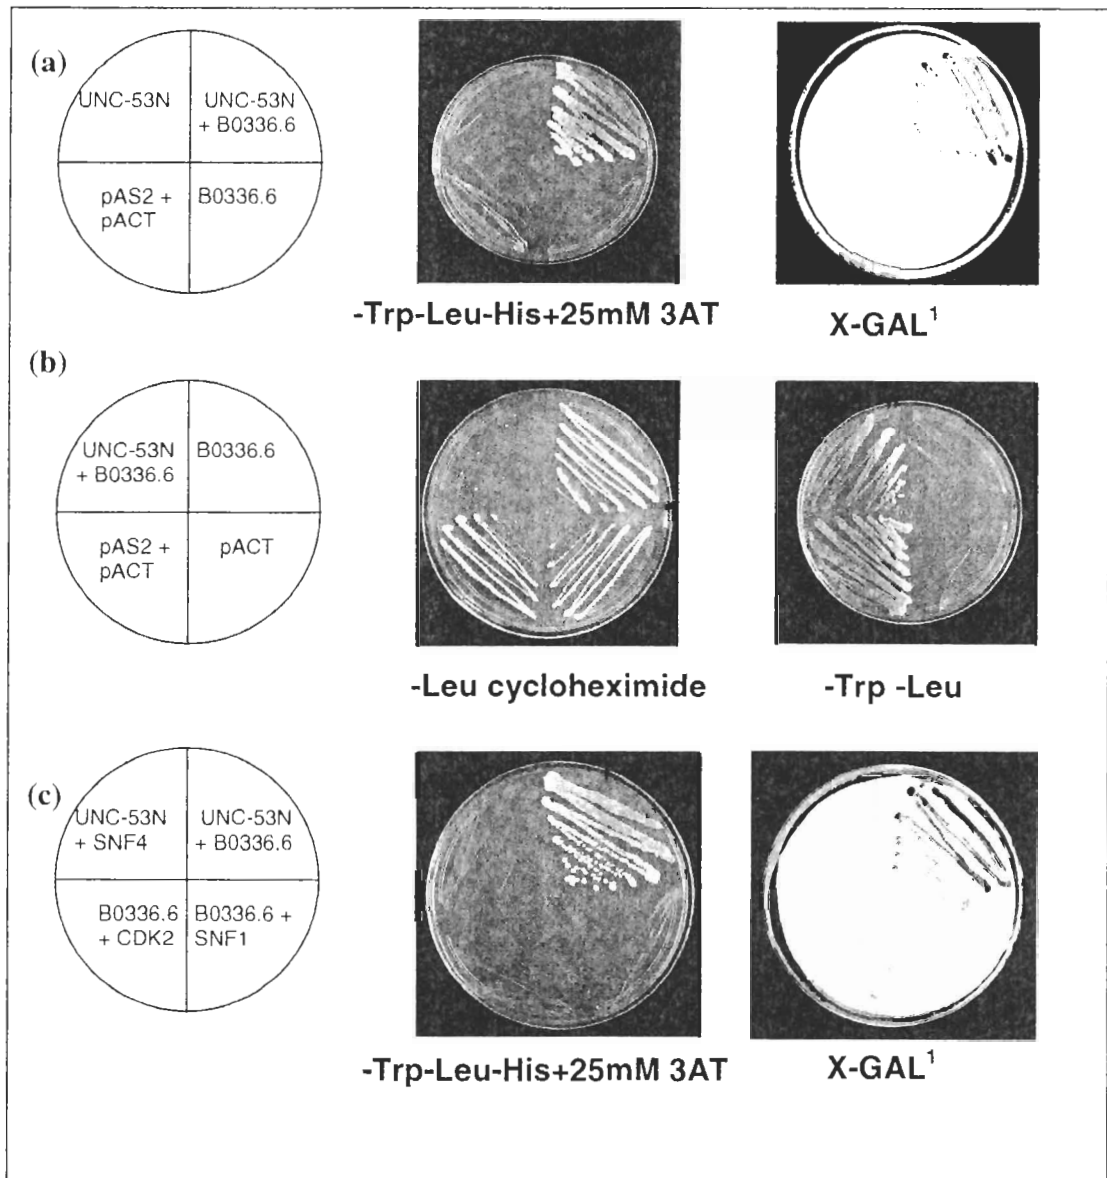 (a)
UNC-53N
UNC-53N
+ B0336.6
pAS2 +
pACT
B0336.6
-Trp-Leu-His+25mM 3AT
X-GAL¹
(b)
UNC-53N
+ B0336.6
B0336.6
pAS2 +
pACT
pACT
-Leu cycloheximide
-Trp -Leu
(c)
UNC-53N
+ SNF4
UNC-53N
+ B0336.6
B0336.6
+ CDK2
B0336.6 +
SNF1
-Trp-Leu-His+25mM 3AT
X-GAL¹